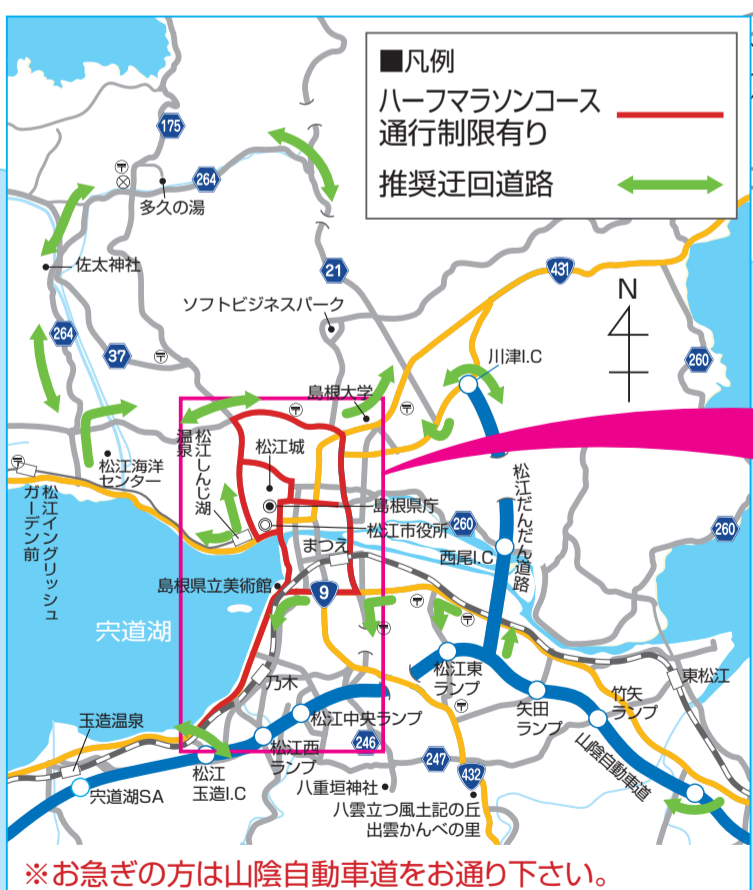 ■凡例
ハーフマラソンコース
通行制限有り
推奨迂回道路
175
264
多久の湯
佐太神社
21
431
ソフトビジネスパーク
N
264
37
260
川津I.C
島根大学
松江城
松江しんじ湖
温泉
松江海洋
センター
島根県庁
松江市役所
260
松江だんだん道路
260
松江イングリッシュ
ガーデン前
まつえ
西尾I.C
島根県立美術館
9
宍道湖
乃木
松江東
ランプ
東松江
矢田
ランプ
竹矢
ランプ
玉造温泉
松江中央ランプ
松江西
ランプ
246
247
山陰自動車道
松江
玉造I.C
432
宍道湖SA
八重垣神社
八雲立つ風土記の丘
出雲かんべの里
※お急ぎの方は山陰自動車道をお通り下さい。